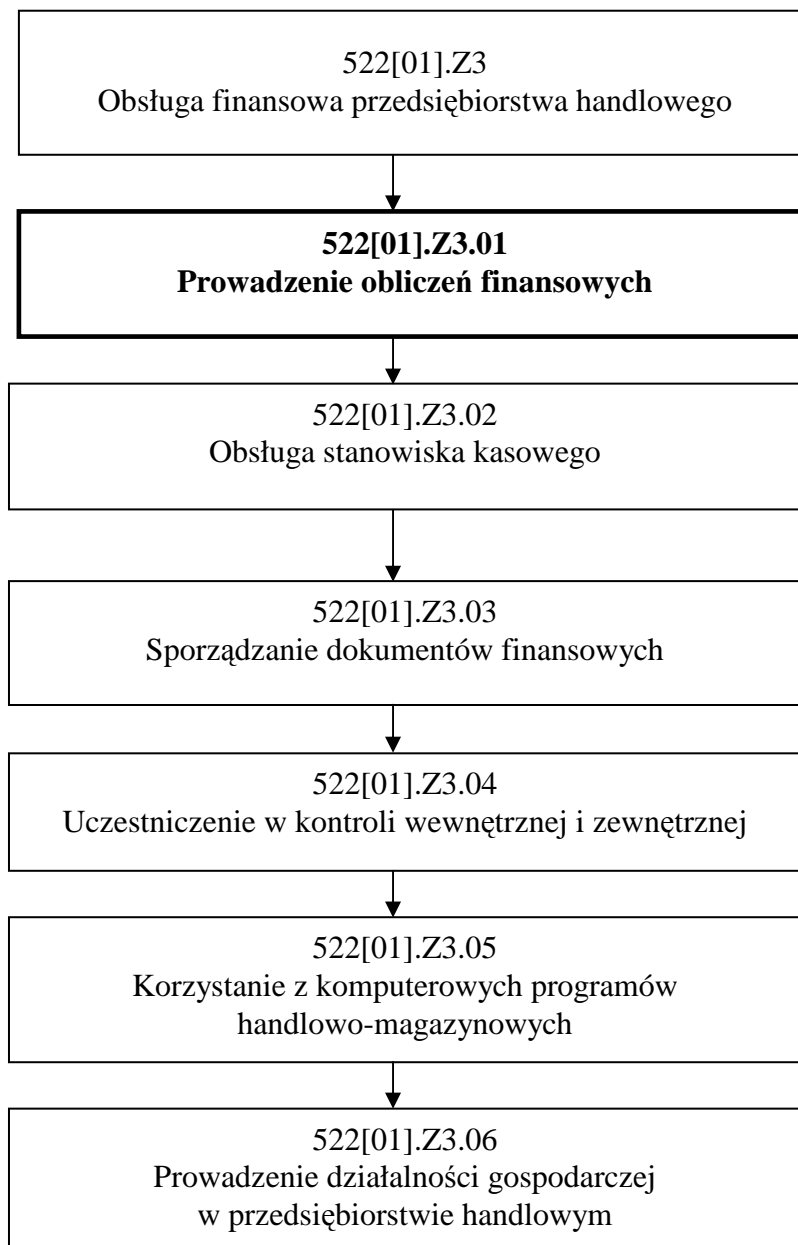 522[01].Z3
Obsługa finansowa przedsiębiorstwa handlowego
522[01].Z3.01
Prowadzenie obliczeń finansowych
522[01].Z3.02
Obsługa stanowiska kasowego
522[01].Z3.03
Sporządzanie dokumentów finansowych
522[01].Z3.04
Uczestniczenie w kontroli wewnętrznej i zewnętrznej
522[01].Z3.05
Korzystanie z komputerowych programów
handlowo-magazynowych
522[01].Z3.06
Prowadzenie działalności gospodarczej
w przedsiębiorstwie handlowym